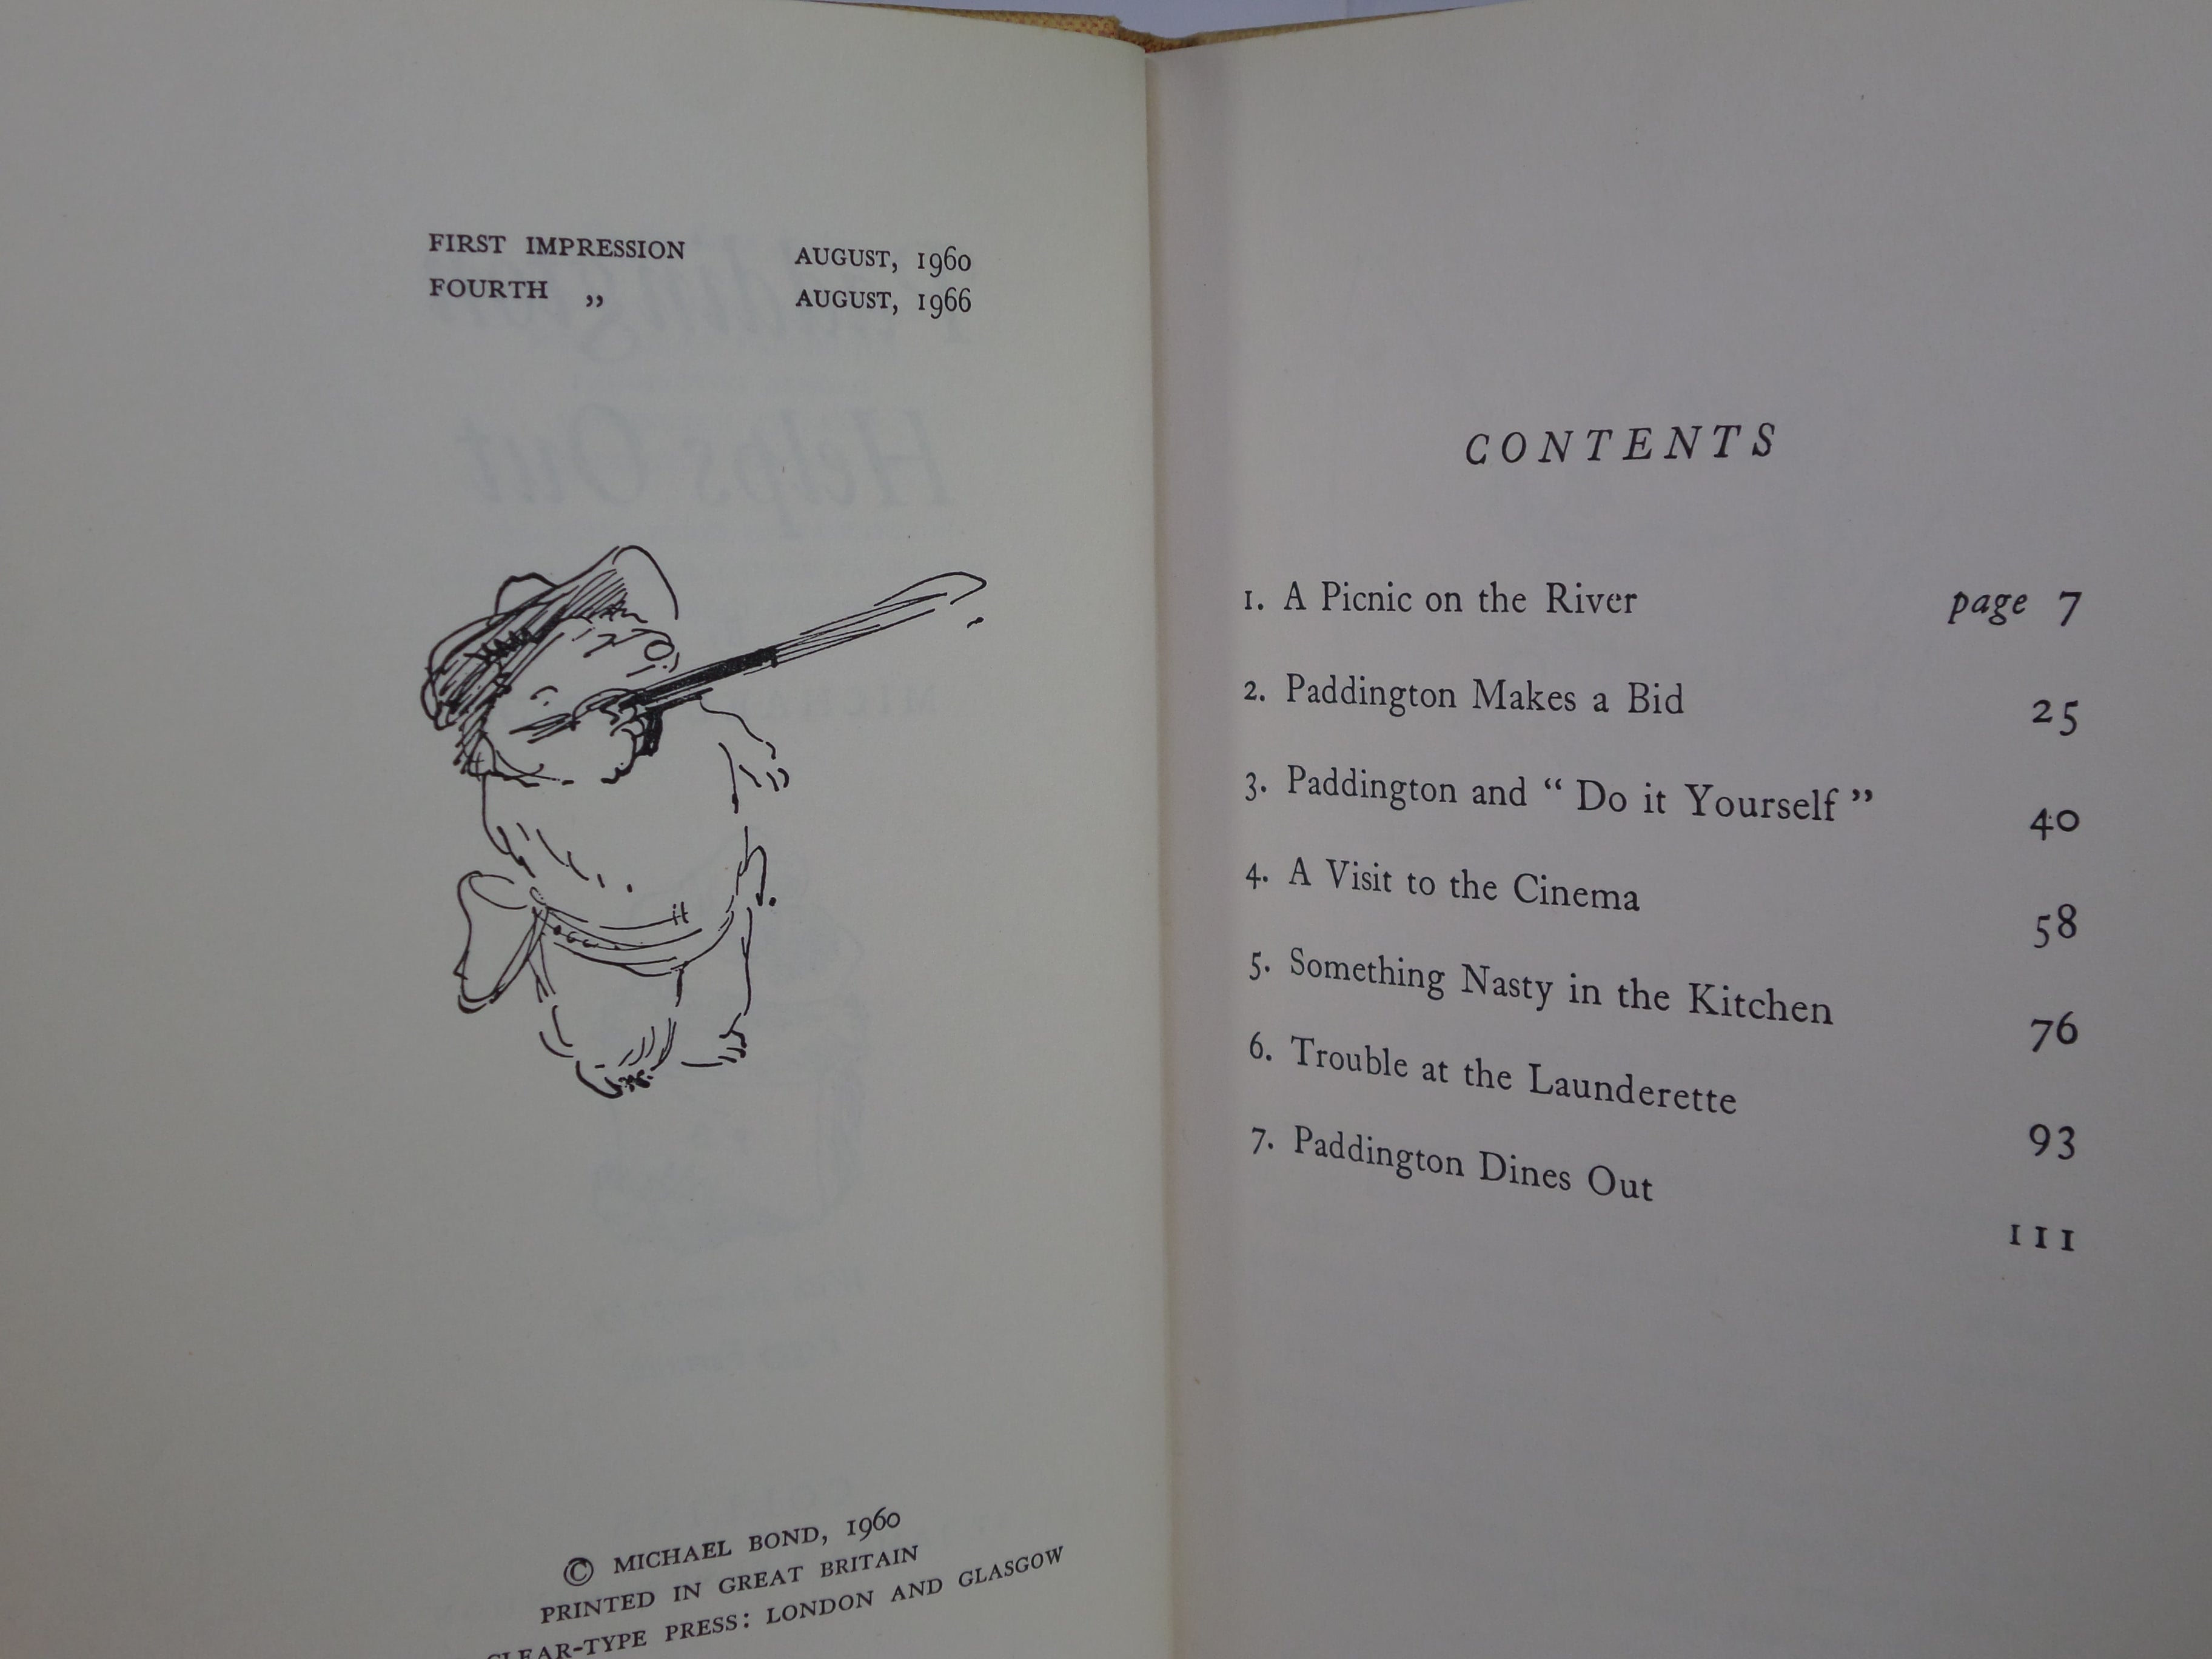 FIRST IMPRESSION AUGUST, 1960
FOURTH ,, AUGUST, 1966
© MICHAEL BOND, 1960
PRINTED IN GREAT BRITAIN
CLEAR-TYPE PRESS: LONDON AND GLASGOW
CONTENTS
1. A Picnic on the River page 7
2. Paddington Makes a Bid 25
3. Paddington and “ Do it Yourself ” 40
4. A Visit to the Cinema 58
5. Something Nasty in the Kitchen 76
6. Trouble at the Launderette 93
7. Paddington Dines Out 111